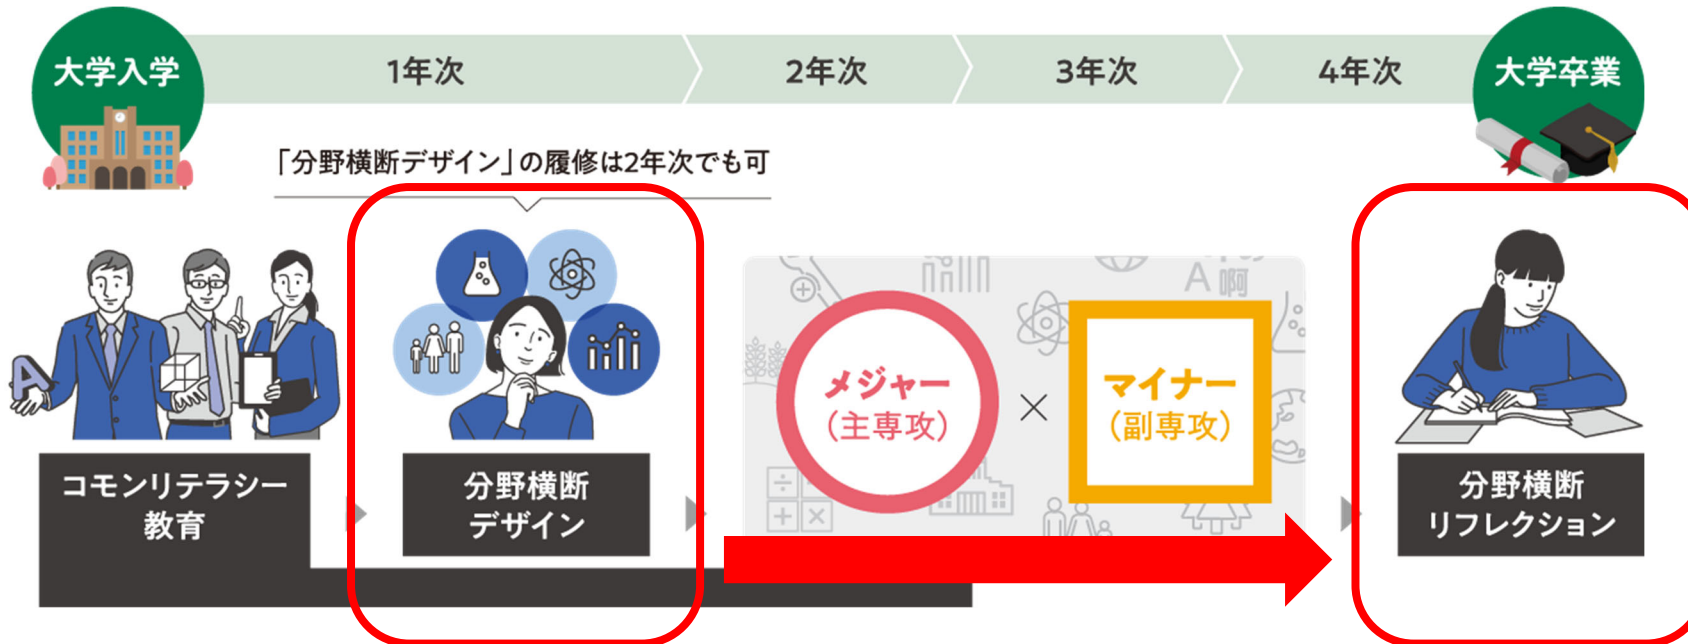 大学入学
1年次
2年次
3年次
4年次
大学卒業
「分野横断デザイン」の履修は2年次でも可
A
A 啊
メジャー
(主専攻)
×
マイナー
(副専攻)
コモンリテラシー
教育
分野横断
デザイン
分野横断
リフレクション